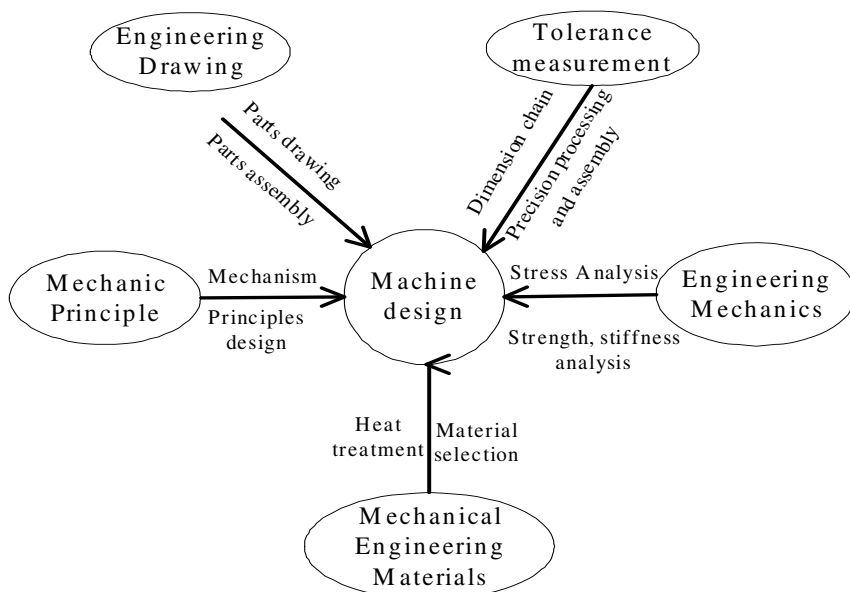 Engineering
Drawing
Tolerance
measurement
Parts drawing
Parts assembly
Dimension chain
Precision processing
and assembly
Mechanic
Principle
Mechanism
Principles
design
Machine
design
Stress Analysis
Strength, stiffness
analysis
Engineering
Mechanics
Heat
treatment
Material
selection
Mechanical
Engineering
Materials